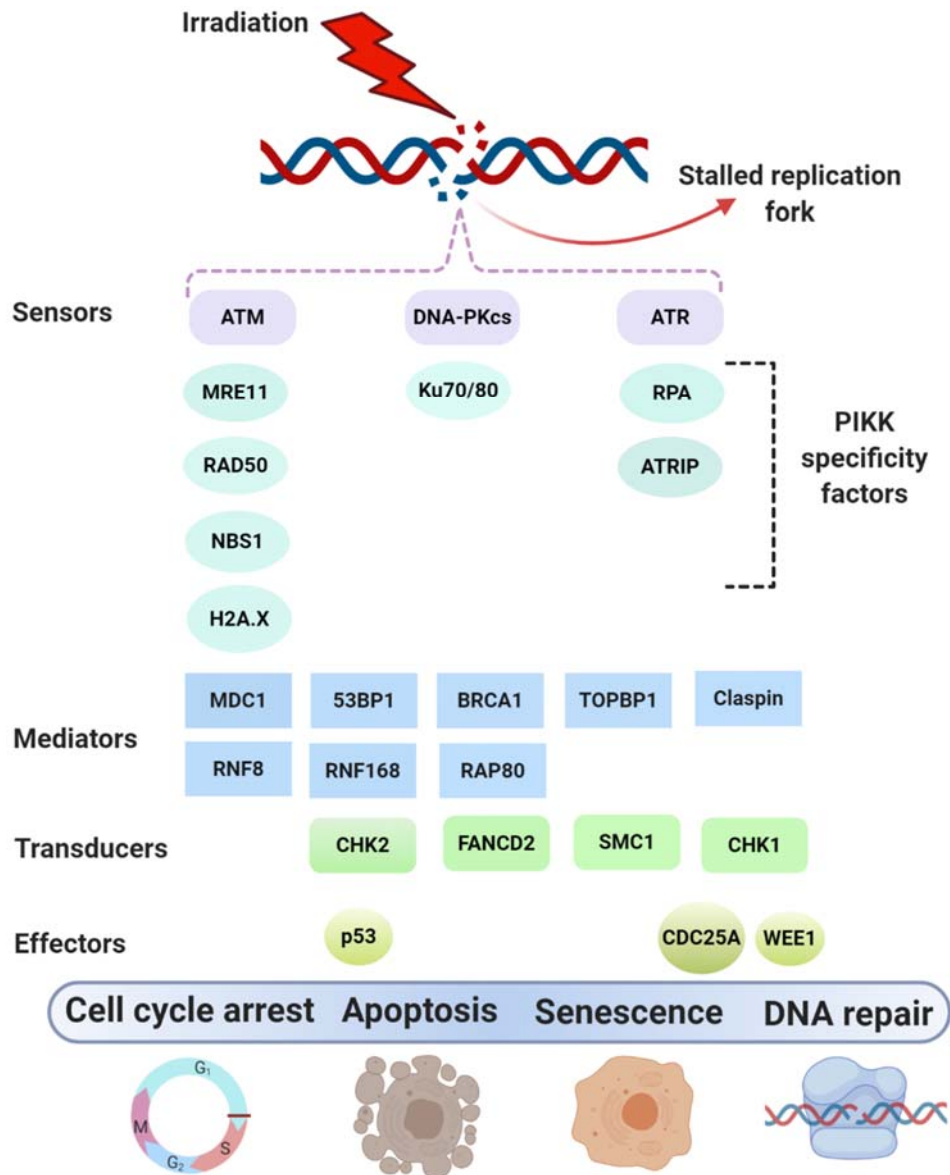 Irradiation
Stalled replication
fork
Sensors
ATM
DNA-PKcs
ATR
MRE11
Ku70/80
RPA
RAD50
ATRIP
PIKK
specificity
factors
NBS1
H2A.X
Mediators
MDC1
53BP1
BRCA1
TOPBP1
Claspin
RNF8
RNF168
RAP80
Transducers
CHK2
FANCD2
SMC1
CHK1
Effectors
p53
CDC25A
WEE1
Cell cycle arrest
Apoptosis
Senescence
DNA repair
G₁
M
S
G₂